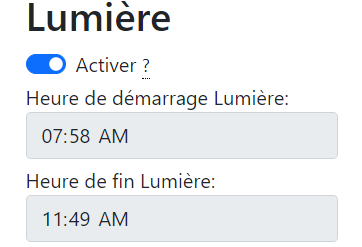 Lumière
Activer ?
Heure de démarrage Lumière:
07:58 AM
Heure de fin Lumière:
11:49 AM